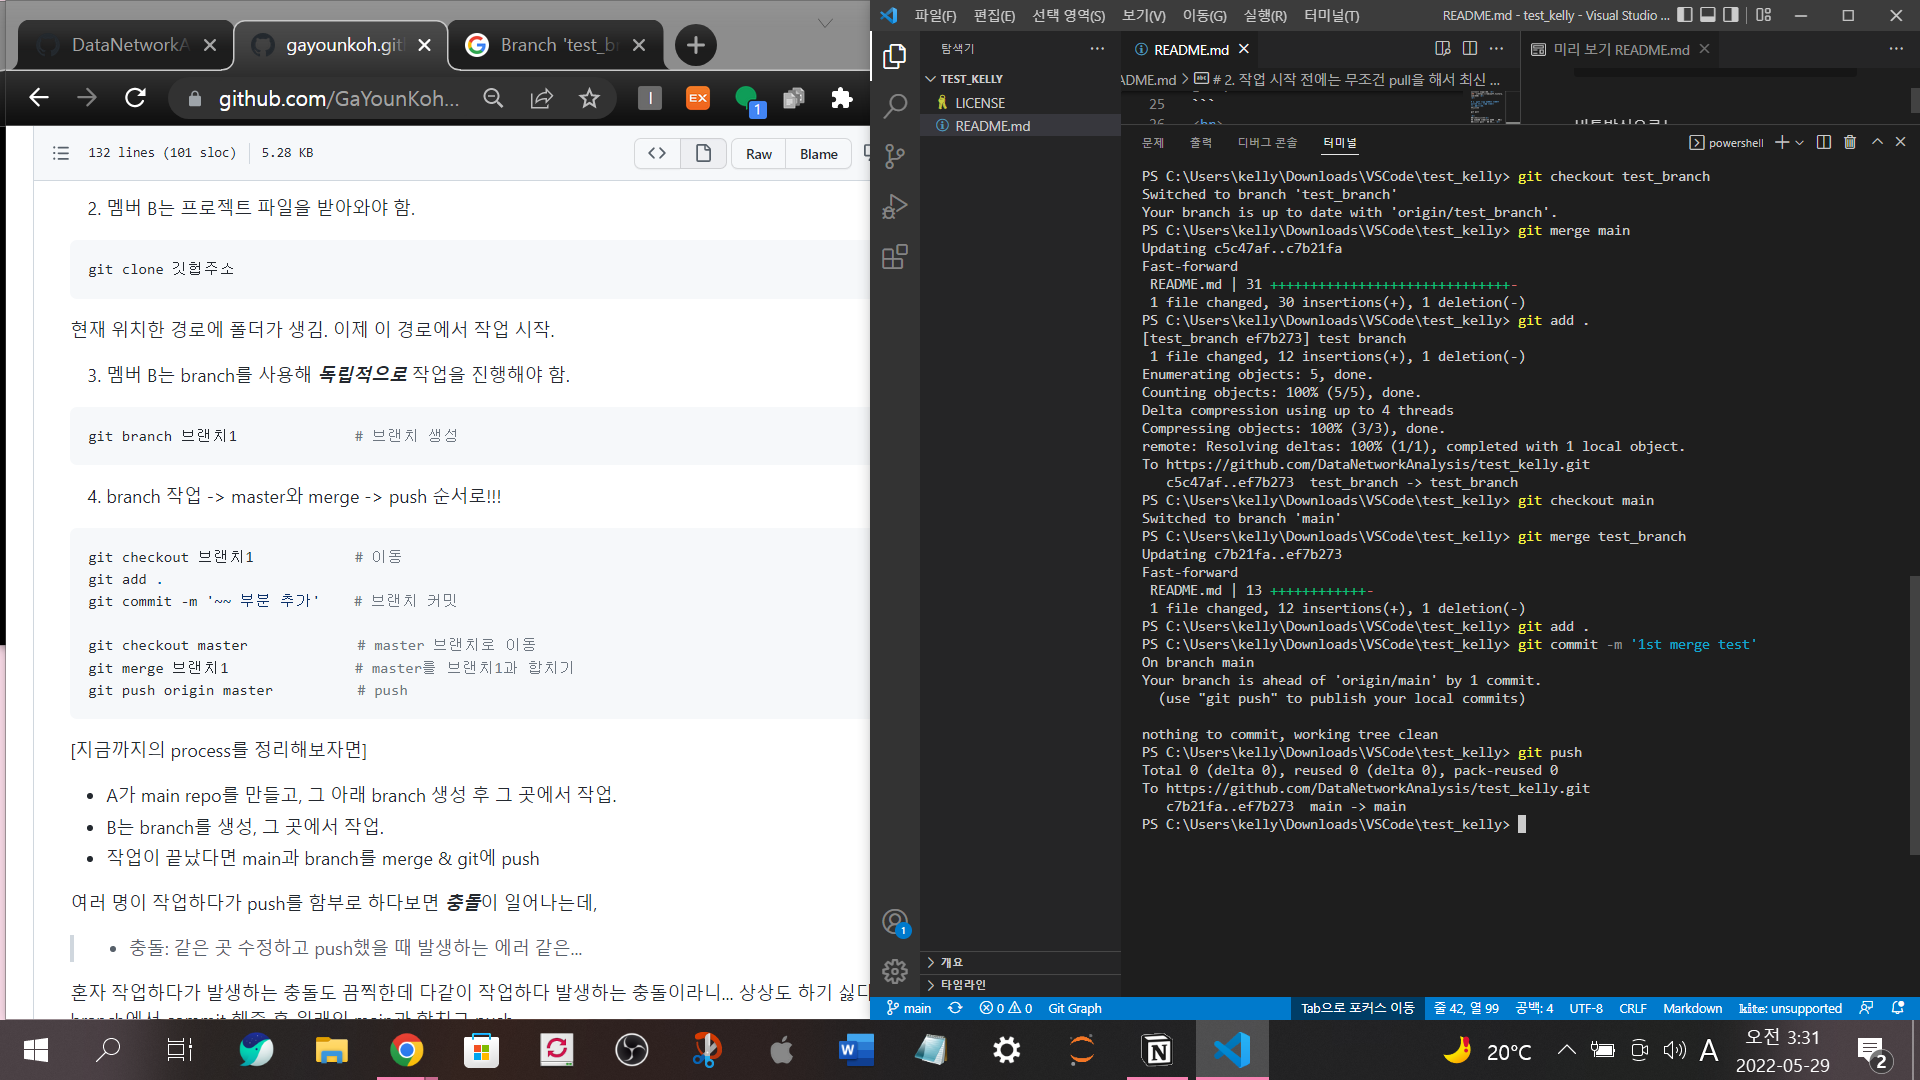 DataNetworkA
gayounkoh.git
Branch 'test_b
github.com/GaYounKoh...
I
EX
1
132 lines (101 sloc)
5.28 KB
Raw
Blame
2. 멤버 B는 프로젝트 파일을 받아와야 함.
git clone 깃헙주소
현재 위치한 경로에 폴더가 생김. 이제 이 경로에서 작업 시작.
3. 멤버 B는 branch를 사용해 독립적으로 작업을 진행해야 함.
git branch 브랜치1 # 브랜치 생성
4. branch 작업 -> master와 merge -> push 순서로!!!
git checkout 브랜치1 # 이동
git add .
git commit -m '~~ 부분 추가' # 브랜치 커밋
git checkout master # master 브랜치로 이동
git merge 브랜치1 # master를 브랜치1과 합치기
git push origin master # push
[지금까지의 process를 정리해보자면]
• A가 main repo를 만들고, 그 아래 branch 생성 후 그 곳에서 작업.
• B는 branch를 생성, 그 곳에서 작업.
• 작업이 끝났다면 main과 branch를 merge & git에 push
여러 명이 작업하다가 push를 함부로 하다보면 충돌이 일어나는데,
• 충돌: 같은 곳 수정하고 push했을 때 발생하는 에러 같은...
혼자 작업하다가 발생하는 충돌도 끔찍한데 다같이 작업하다 발생하는 충돌이라니... 상상도 하기 싫다
branch에서 commit 해준 후 원래의 main과 합치고 push
파일(F) 편집(E) 선택 영역(S) 보기(V) 이동(G) 실행(R) 터미널(T)
README.md - test_kelly - Visual Studio ...
탐색기
TEST_KELLY
LICENSE
README.md
개요
타임라인
1
README.md
미리 보기 README.md
ADME.md > # 2. 작업 시작 전에는 무조건 pull을 해서 최신 ...
25 ```
26 <br>
문제 출력 디버그 콘솔 터미널
powershell
PS C:\Users\kelly\Downloads\VSCode\test_kelly> git checkout test_branch
Switched to branch 'test_branch'
Your branch is up to date with 'origin/test_branch'.
PS C:\Users\kelly\Downloads\VSCode\test_kelly> git merge main
Updating c5c47af..c7b21fa
Fast-forward
README.md | 31 ++++++++++++++++++++++++++++++-
1 file changed, 30 insertions(+), 1 deletion(-)
PS C:\Users\kelly\Downloads\VSCode\test_kelly> git add .
[test_branch ef7b273] test branch
1 file changed, 12 insertions(+), 1 deletion(-)
Enumerating objects: 5, done.
Counting objects: 100% (5/5), done.
Delta compression using up to 4 threads
Compressing objects: 100% (3/3), done.
remote: Resolving deltas: 100% (1/1), completed with 1 local object.
To https://github.com/DataNetworkAnalysis/test_kelly.git
c5c47af..ef7b273 test_branch -> test_branch
PS C:\Users\kelly\Downloads\VSCode\test_kelly> git checkout main
Switched to branch 'main'
PS C:\Users\kelly\Downloads\VSCode\test_kelly> git merge test_branch
Updating c7b21fa..ef7b273
Fast-forward
README.md | 13 ++++++++++++-
1 file changed, 12 insertions(+), 1 deletion(-)
PS C:\Users\kelly\Downloads\VSCode\test_kelly> git add .
PS C:\Users\kelly\Downloads\VSCode\test_kelly> git commit -m '1st merge test'
On branch main
Your branch is ahead of 'origin/main' by 1 commit.
(use "git push" to publish your local commits)
nothing to commit, working tree clean
PS C:\Users\kelly\Downloads\VSCode\test_kelly> git push
Total 0 (delta 0), reused 0 (delta 0), pack-reused 0
To https://github.com/DataNetworkAnalysis/test_kelly.git
c7b21fa..ef7b273 main -> main
PS C:\Users\kelly\Downloads\VSCode\test_kelly>
main 0 0 Git Graph
Tab으로 포커스 이동 줄 42, 열 99 공백: 4 UTF-8 CRLF Markdown kite: unsupported
20°C
A
오전 3:31
2022-05-29
2